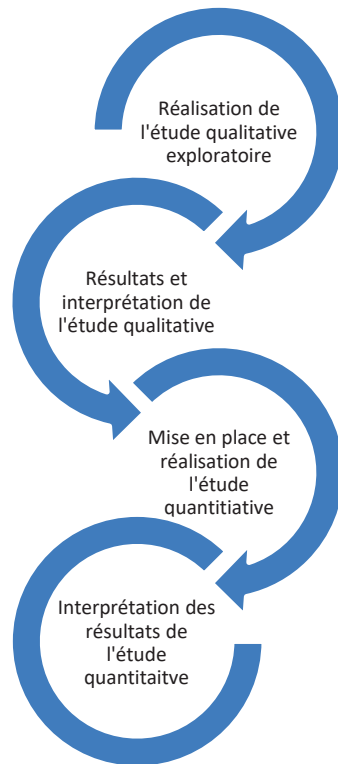 Réalisation de
l'étude qualitative
exploratoire
Résultats et
interprétation de
l'étude qualitative
Mise en place et
réalisation de
l'étude
quantitiative
Interprétation des
résultats de
l'étude
quantitaitve